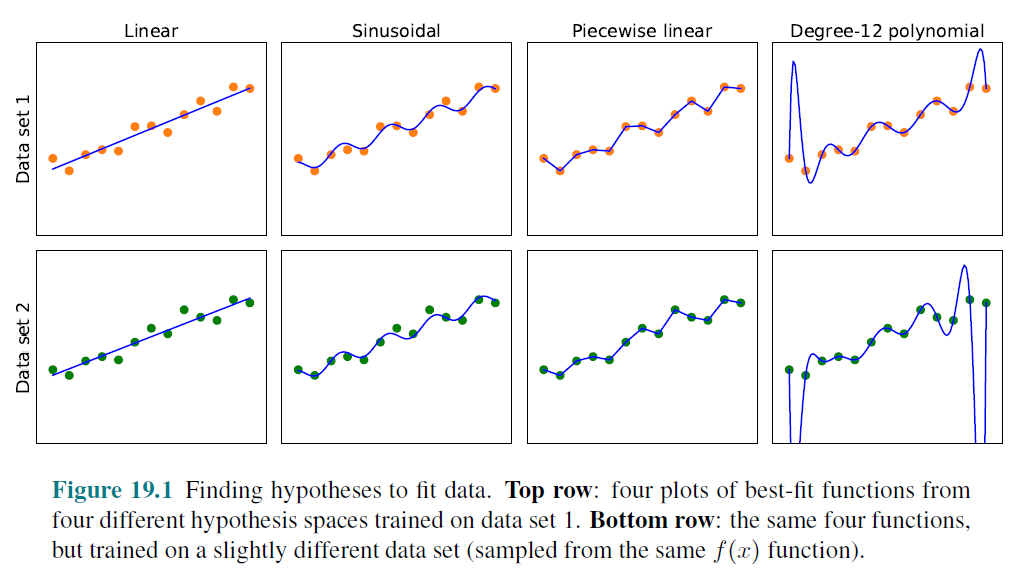 Linear
Sinusoidal
Piecewise linear
Degree-12 polynomial
Data set 1
Data set 2
Figure 19.1 Finding hypotheses to fit data. Top row: four plots of best-fit functions from
four different hypothesis spaces trained on data set 1. Bottom row: the same four functions,
but trained on a slightly different data set (sampled from the same f(x) function).